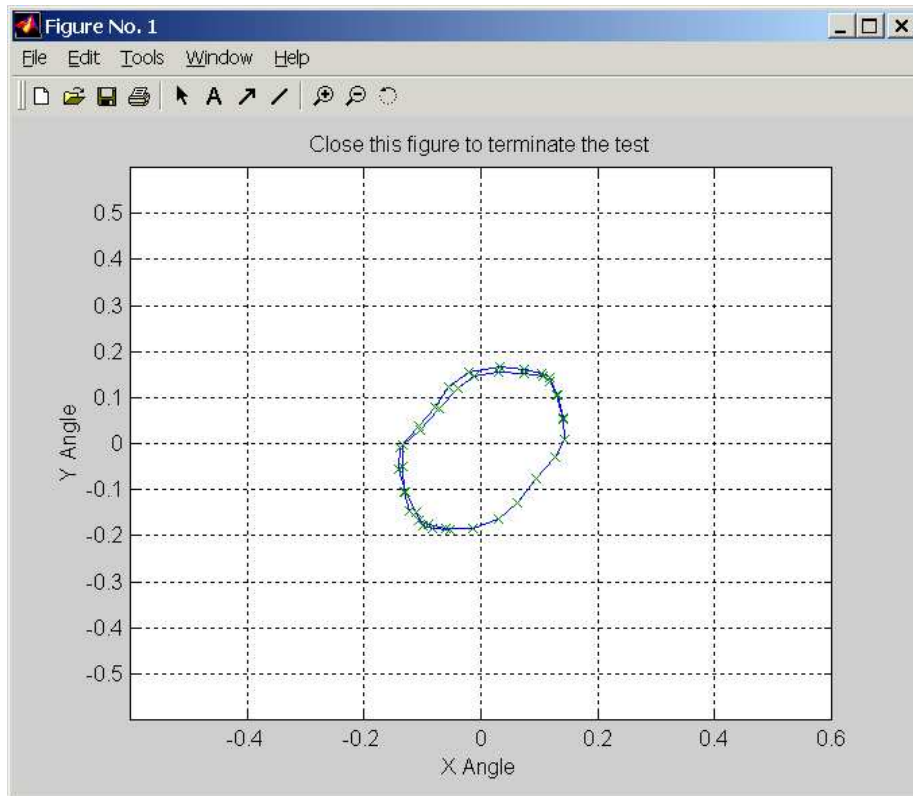 Figure No. 1
File Edit Tools Window Help
A
Close this figure to terminate the test
0.5
0.4
0.3
0.2
0.1
0
-0.1
-0.2
-0.3
-0.4
-0.5
Y Angle
-0.4 -0.2 0 0.2 0.4 0.6
X Angle